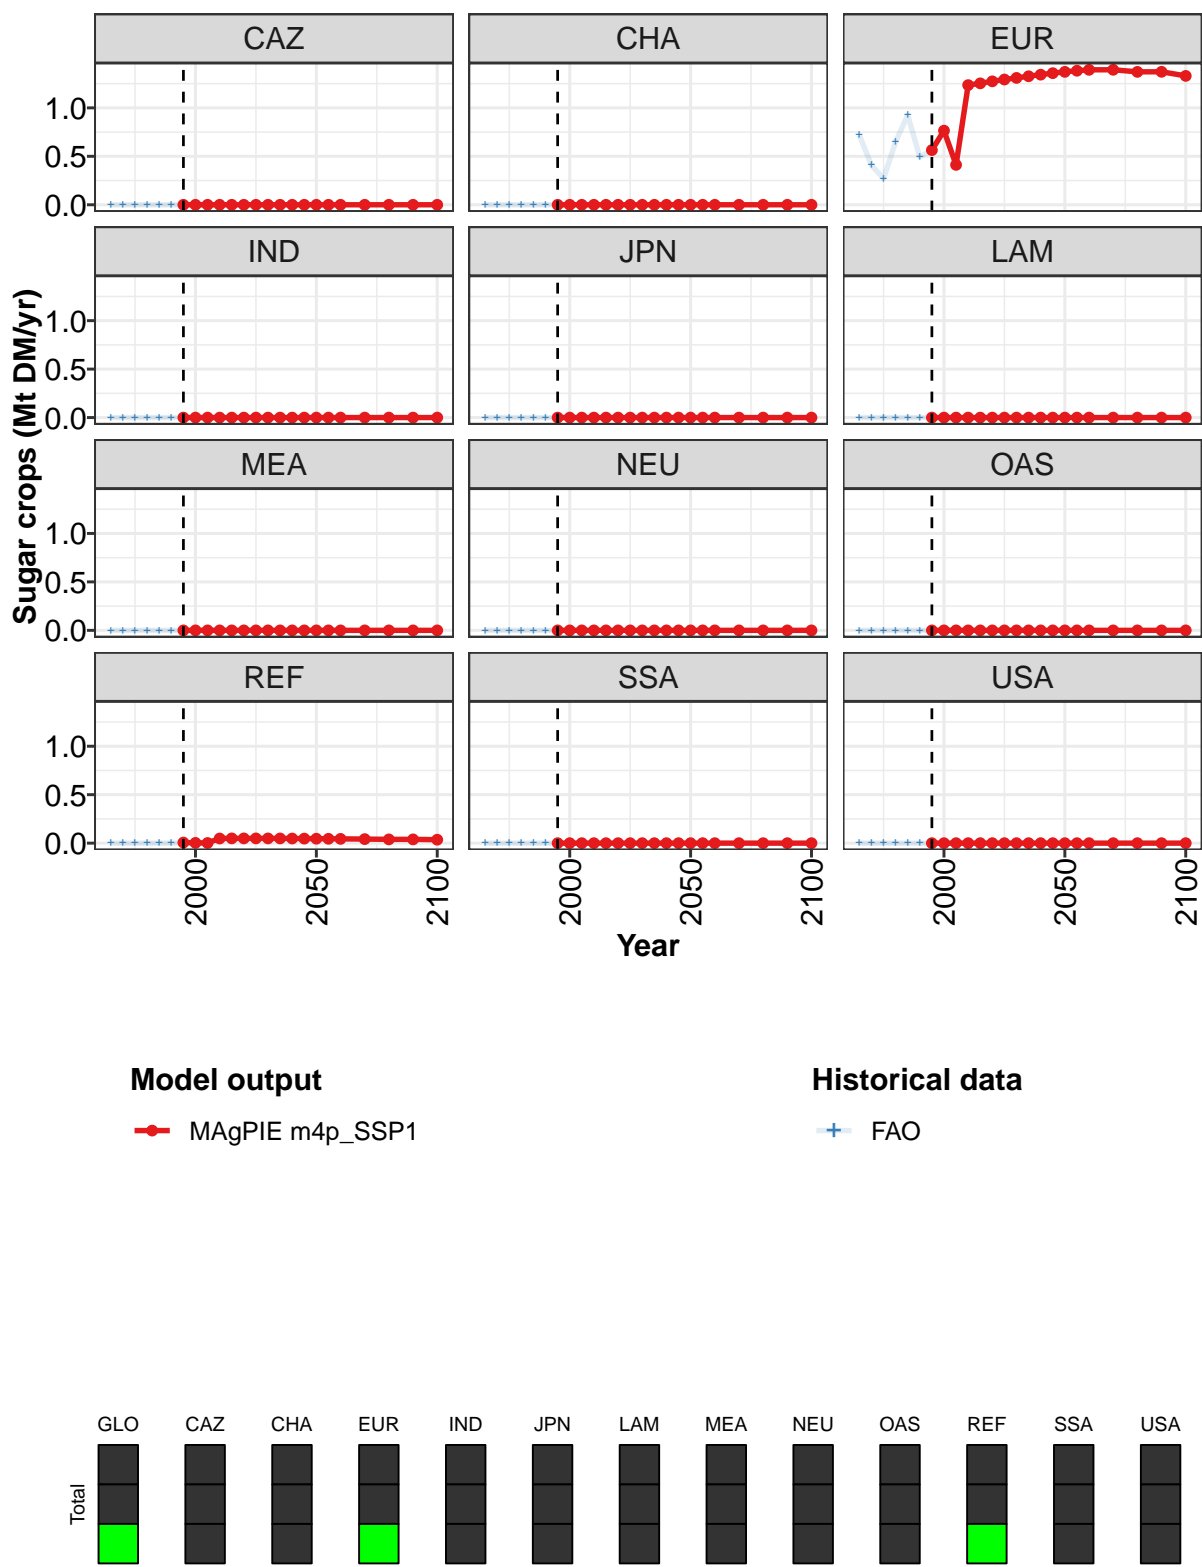 CAZ CHA EUR
1.0
0.5
0.0
IND JPN LAM
1.0
0.5
0.0
Sugar crops (Mt DM/yr)
MEA NEU OAS
1.0
0.5
0.0
REF SSA USA
1.0
0.5
0.0
2000 2050 2100 2000 2050 2100 2000 2050 2100
Year
Model output Historical data
MAgPIE m4p_SSP1 FAO
GLO CAZ CHA EUR IND JPN LAM MEA NEU OAS REF SSA USA
Total